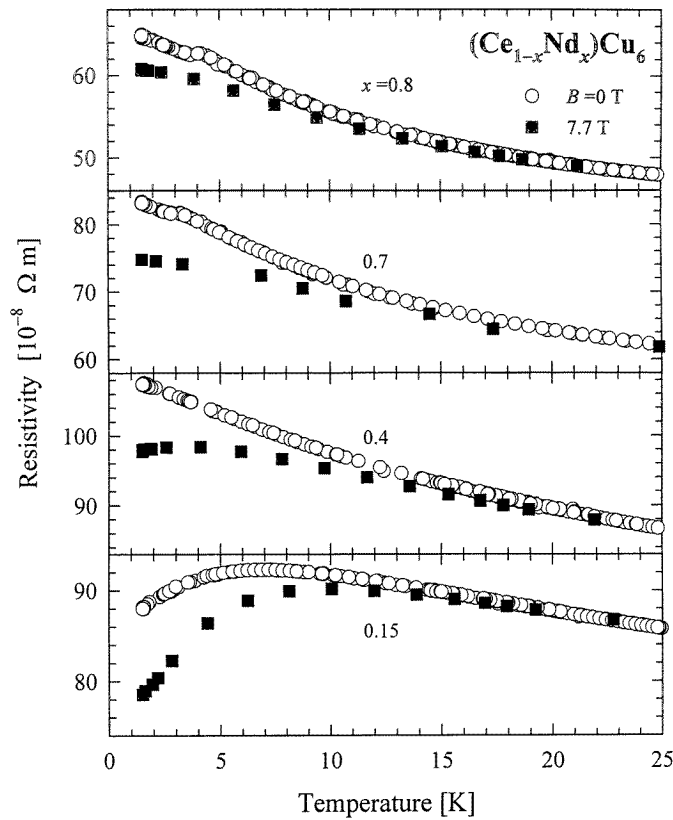 (Ce1-xNdx)Cu6
B =0 T
7.7 T
x =0.8
60
50
0.7
80
70
60
0.4
100
90
0.15
90
80
0 5 10 15 20 25
Temperature [K]
Resistivity [10⁻⁸ Ω m]